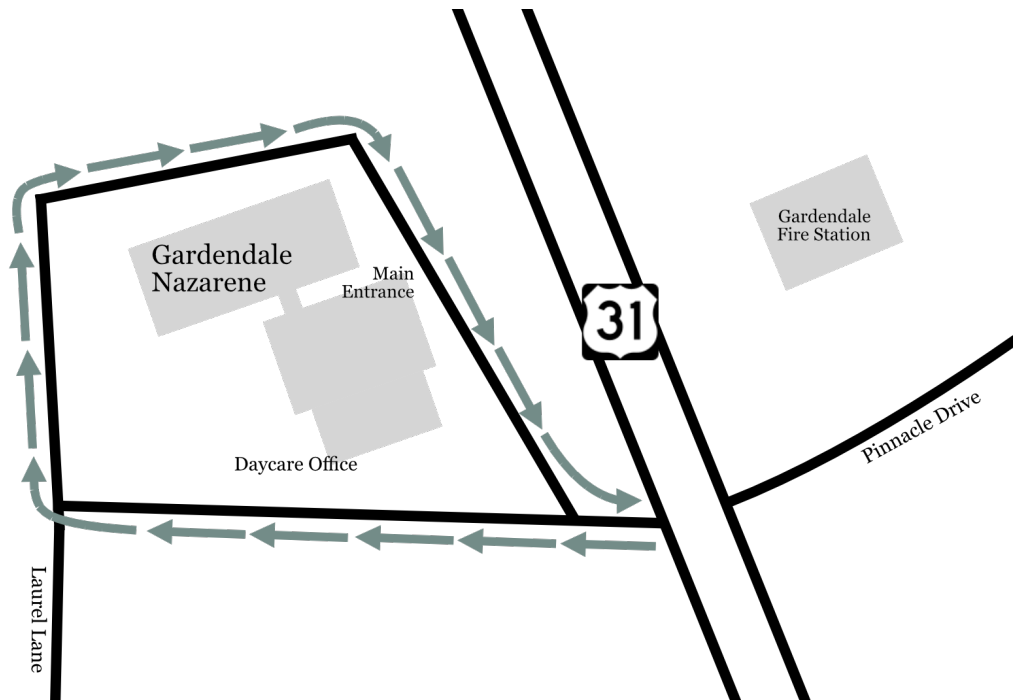 Gardendale
Fire Station
Gardendale
Nazarene
Main
Entrance
31
Pinnacle Drive
Daycare Office
Laurel Lane